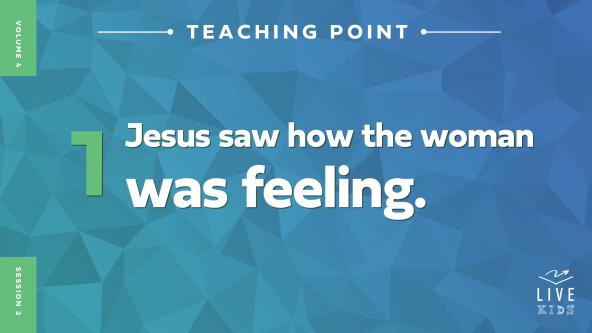 VOLUME 4
TEACHING POINT
1
Jesus saw how the woman
was feeling.
SESSION 2
LIVE
KIDS